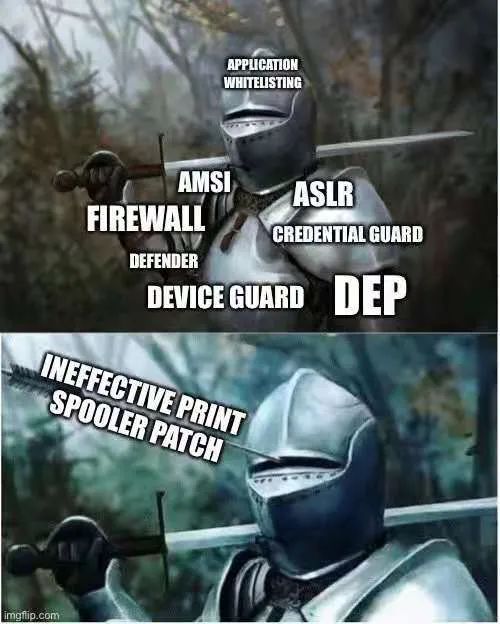 APPLICATION
WHITELISTING
AMSI
ASLR
FIREWALL
CREDENTIAL GUARD
DEFENDER
DEVICE GUARD
DEP
INEFFECTIVE PRINT
SPOOLER PATCH
imgflip.com